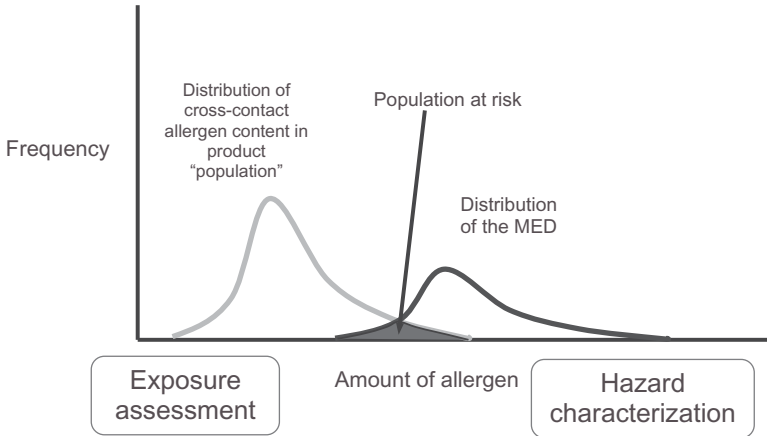 Distribution of
cross-contact
allergen content in
product
“population”
Population at risk
Frequency
Distribution
of the MED
Exposure
assessment
Amount of allergen
Hazard
characterization